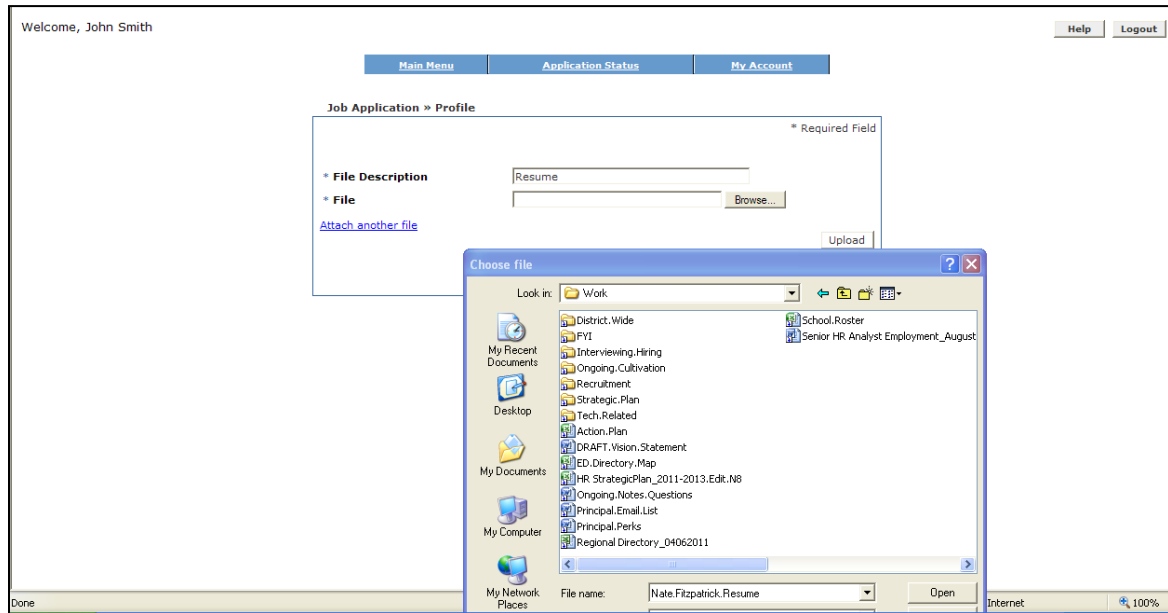 Welcome, John Smith
Help Logout
Main Menu Application Status My Account
Job Application » Profile
* Required Field
* File Description Resume
* File Browse...
Attach another file
Upload
Choose file
Look in: Work
My Recent Documents
Desktop
My Documents
My Computer
My Network Places
District.Wide
FYI
Interviewing.Hiring
Ongoing.Cultivation
Recruitment
Strategic.Plan
Tech.Related
Action.Plan
DRAFT.Vision.Statement
ED.Directory.Map
HR StrategicPlan_2011-2013.Edit.N8
Ongoing.Notes.Questions
Principal.Email.List
Principal.Perks
Regional Directory_04062011
School.Roster
Senior HR Analyst Employment_August
File name: Nate.Fitzpatrick.Resume Open
Done Internet 100%